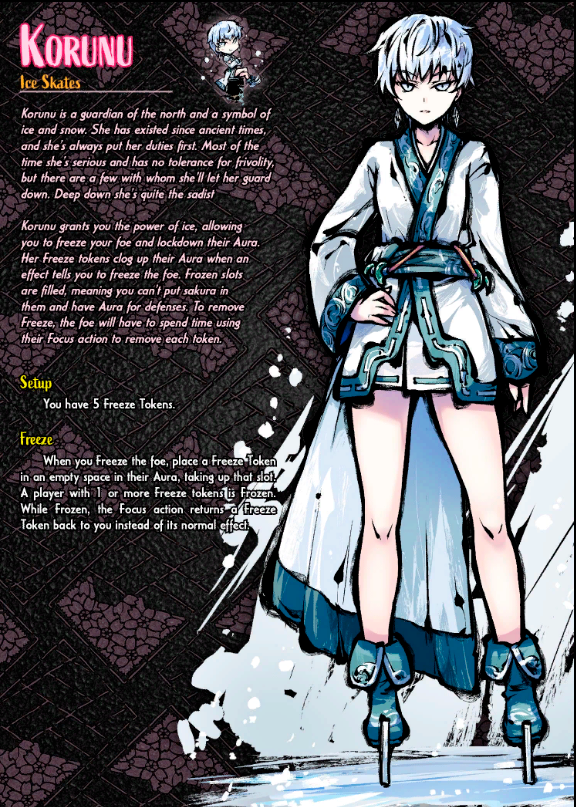 KORUNU
Ice Skates
Korunu is a guardian of the north and a symbol of
ice and snow. She has existed since ancient times,
and she's always put her duties first. Most of the
time she's serious and has no tolerance for frivolity,
but there are a few with whom she'll let her guard
down. Deep down she's quite the sadist
Korunu grants you the power of ice, allowing
you to freeze your foe and lockdown their Aura.
Her Freeze tokens clog up their Aura when an
effect tells you to freeze the foe. Frozen slots
are filled, meaning you can't put sakura in
them and have Aura for defenses. To remove
Freeze, the foe will have to spend time using
their Focus action to remove each token.
Setup
You have 5 Freeze Tokens.
Freeze
When you Freeze the foe, place a Freeze Token
in an empty space in their Aura, taking up that slot.
A player with 1 or more Freeze tokens is Frozen.
While Frozen, the Focus action returns a Freeze
Token back to you instead of its normal effect.